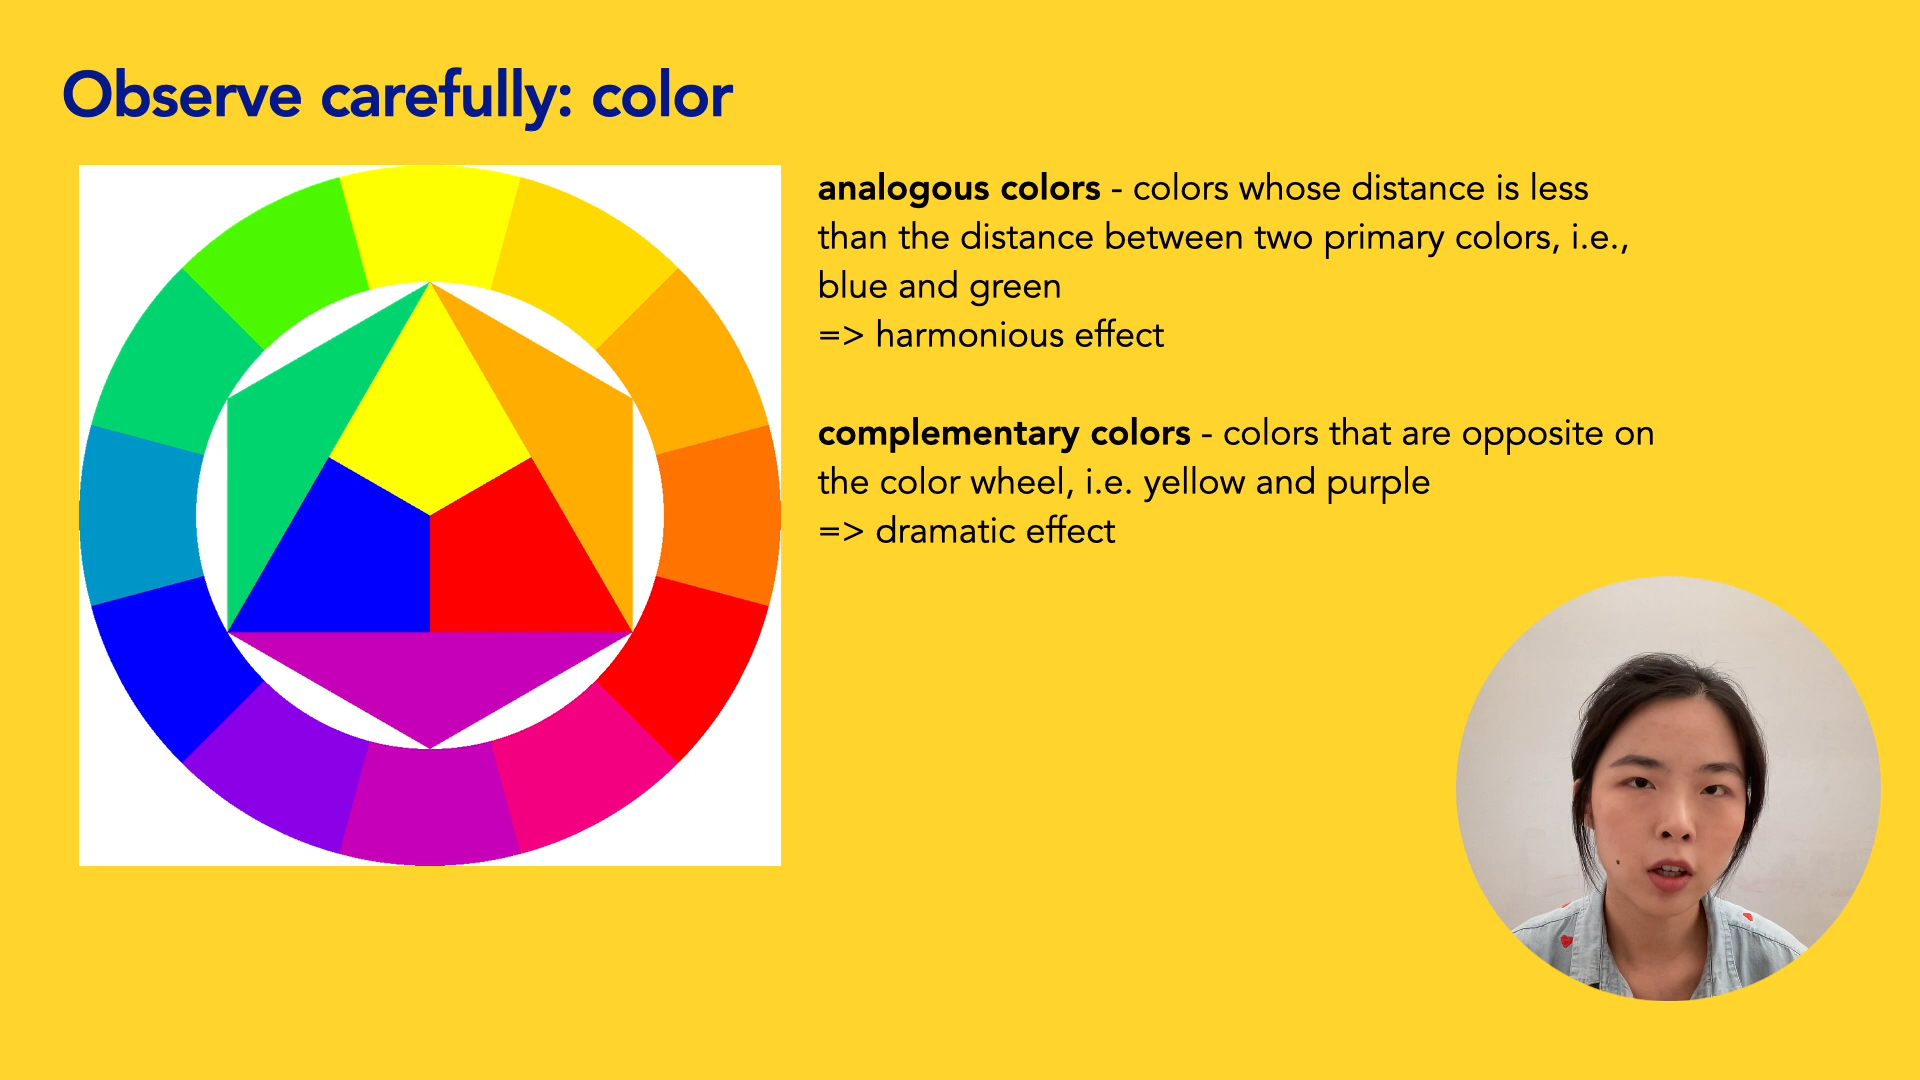 Observe carefully: color
analogous colors - colors whose distance is less
than the distance between two primary colors, i.e.,
blue and green
=> harmonious effect
complementary colors - colors that are opposite on
the color wheel, i.e. yellow and purple
=> dramatic effect